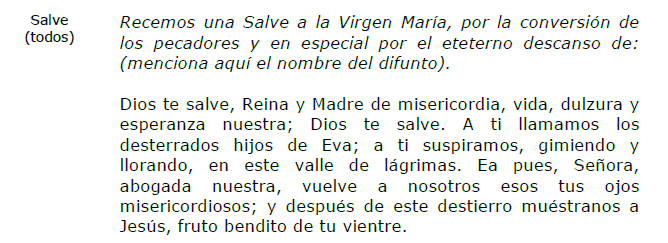 Salve
(todos)
Recemos una Salve a la Virgen María, por la conversión de
los pecadores y en especial por el eteterno descanso de:
(menciona aquí el nombre del difunto).
Dios te salve, Reina y Madre de misericordia, vida, dulzura y
esperanza nuestra; Dios te salve. A ti llamamos los
desterrados hijos de Eva; a ti suspiramos, gimiendo y
llorando, en este valle de lágrimas. Ea pues, Señora,
abogada nuestra, vuelve a nosotros esos tus ojos
misericordiosos; y después de este destierro muéstranos a
Jesús, fruto bendito de tu vientre.